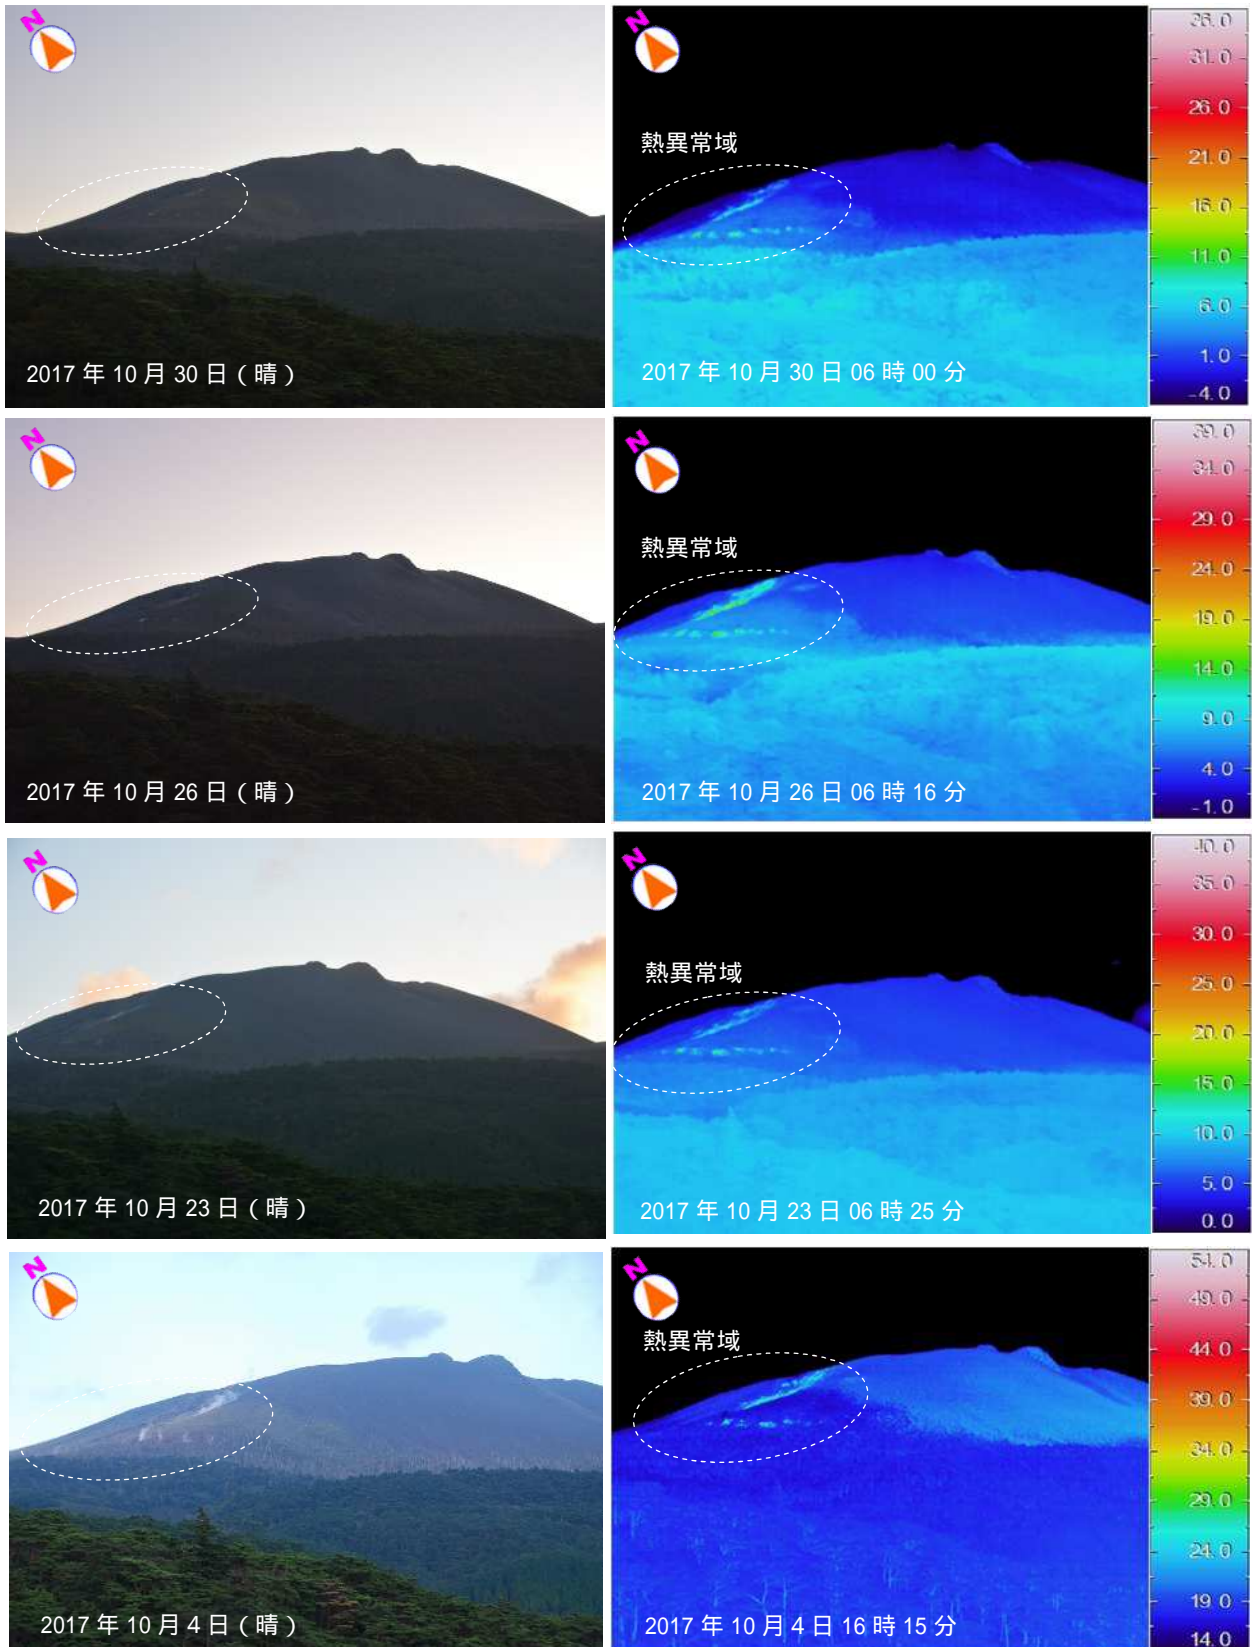 N
N
36.0
31.0
26.0
21.0
16.0
11.0
6.0
1.0
-4.0
熱異常域
2017 年 10 月 30 日（晴）
2017 年 10 月 30 日 06 時 00 分
N
N
39.0
34.0
29.0
24.0
19.0
14.0
9.0
4.0
-1.0
熱異常域
2017 年 10 月 26 日（晴）
2017 年 10 月 26 日 06 時 16 分
N
N
40.0
35.0
30.0
25.0
20.0
15.0
10.0
5.0
0.0
熱異常域
2017 年 10 月 23 日（晴）
2017 年 10 月 23 日 06 時 25 分
N
N
54.0
49.0
44.0
39.0
34.0
29.0
24.0
19.0
14.0
熱異常域
2017 年 10 月 4 日（晴）
2017 年 10 月 4 日 16 時 15 分